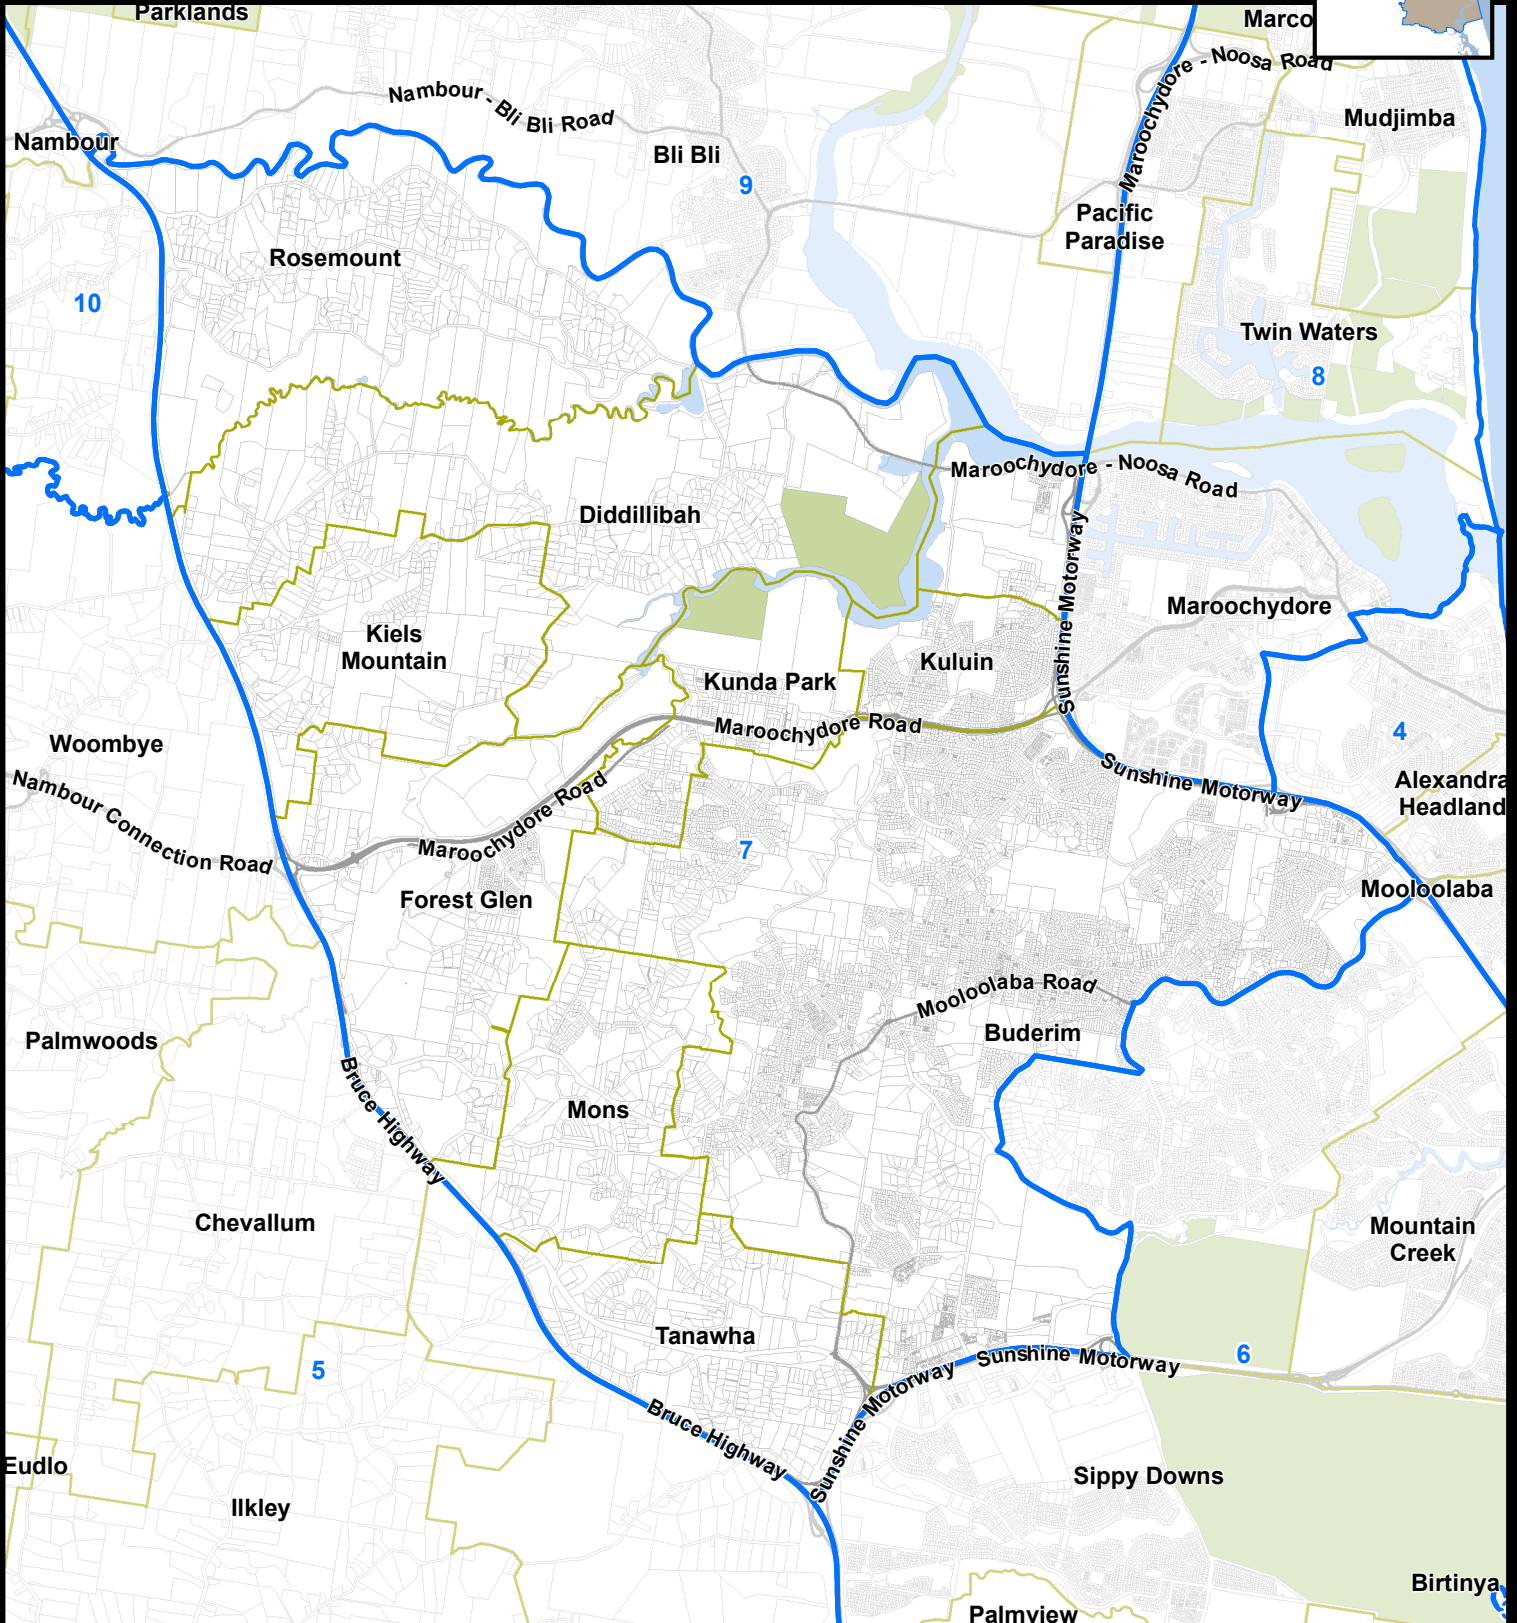 Parklands
Marco
Maroochydore - Noosa Road
Nambour - Bli Bli Road
Mudjimba
Nambour
Bli Bli
9
Pacific
Paradise
Rosemount
10
Twin Waters
8
Maroochydore - Noosa Road
Diddillibah
Sunshine Motorway
Maroochydore
Kiels
Mountain
Kuluin
Kunda Park
Maroochydore Road
Woombye
4
Sunshine Motorway
Alexandra
Headland
Nambour Connection Road
Maroochydore Road
7
Forest Glen
Mooloolaba
Mooloolaba Road
Buderim
Palmwoods
Bruce Highway
Mons
Chevallum
Mountain
Creek
Tanawha
Sunshine Motorway
Sunshine Motorway
6
5
Bruce Highway
Eudlo
Sippy Downs
Ilkley
Birtinya
Palmview